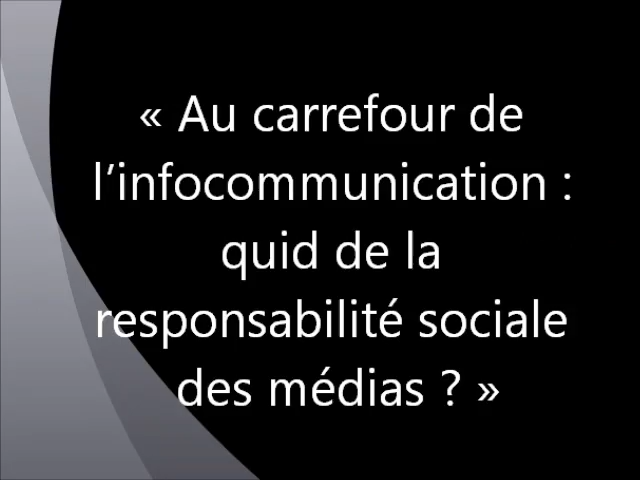 « Au carrefour de
l’infocommunication :
quid de la
responsabilité sociale
des médias ? »